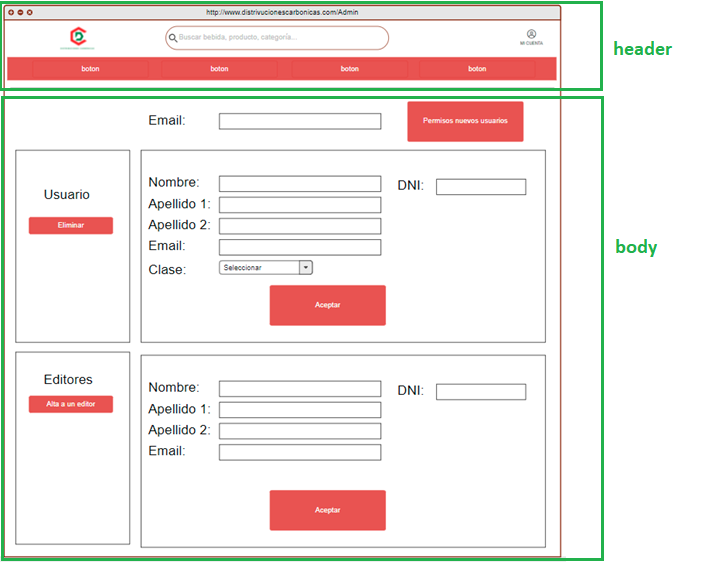 http://www.distrivucionescarbonicas.com/Admin
header
Buscar bebida, producto, categoría...
MI CUENTA
boton
boton
boton
boton
Email:
Permisos nuevos usuarios
Usuario
Eliminar
Nombre:
DNI:
Apellido 1:
Apellido 2:
Email:
Clase:
Seleccionar
Aceptar
body
Editores
Alta a un editor
Nombre:
DNI:
Apellido 1:
Apellido 2:
Email:
Aceptar